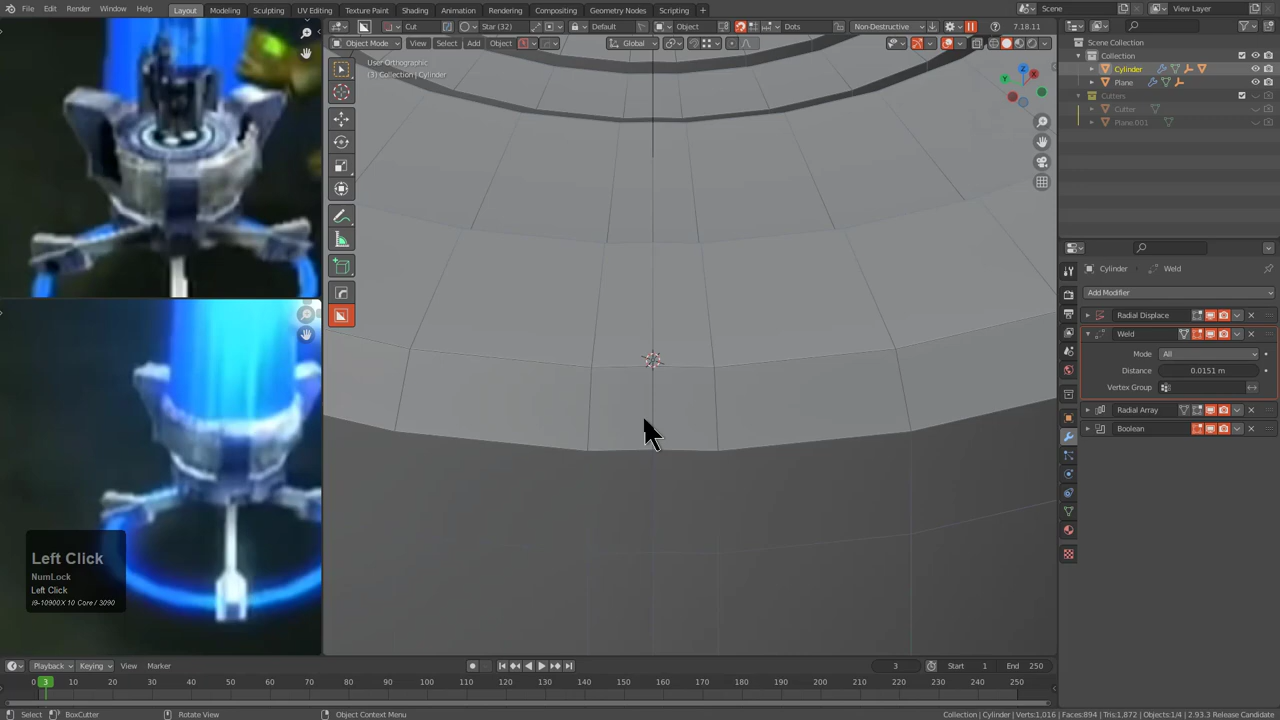 File Edit Render Window Help
Layout Modeling Sculpting UV Editing Texture Paint Shading Animation Rendering Compositing Geometry Nodes Scripting +
Scene
View Layer
Cut
Star (32)
Default
Object
Dots
Non-Destructive
7.18.11
Object Mode
View Select Add Object
Global
User Orthographic
(3) Collection | Cylinder
Scene Collection
Collection
Cylinder
Plane
Cutters
Cutter
Plane.001
Cylinder
Weld
Add Modifier
Radial Displace
Weld
Mode
All
Distance
0.0151 m
Vertex Group
Radial Array
Boolean
Left Click
NumLock
Left Click
i9-10900X 10 Core / 3090
Playback Keying View Marker
3
Start 1
End 250
0 3 10 20 30 40 50 60 70 80 90 100 110 120 130 140 150 160 170 180 190 200 210 220 230 240 250
Select
BoxCutter
Rotate View
Object Context Menu
Collection | Cylinder | Verts:1,016 | Faces:894 | Tris:1,872 | Objects:1/4 | 2.93.3 Release Candidate